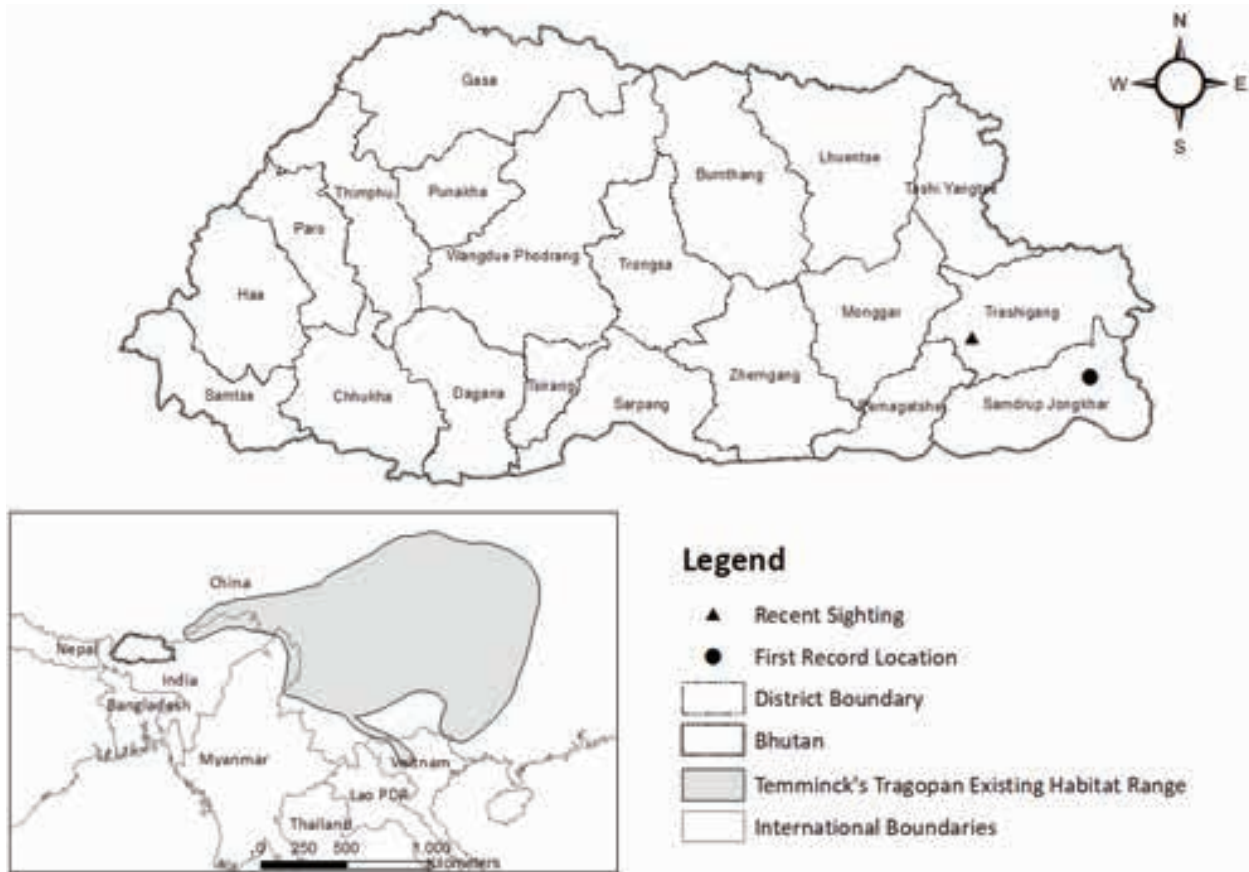 N
W E
S
Gasa
Lhuentse
Bumthang
Tashi Yangtse
Thimphu
Punakha
Paro
Wangdue Phodrang
Trongsa
Haa
Monggar
Trashigang
Zhemgang
Samtse
Chhukha
Dagana
Tsirang
Sarpang
Pemagatshel
Samdrup Jongkhar
China
Nepal
India
Bangladesh
Myanmar
Vietnam
Lao PDR
Thailand
0 250 500 1,000
Kilometers
Legend
Recent Sighting
First Record Location
District Boundary
Bhutan
Temminck's Tragopan Existing Habitat Range
International Boundaries